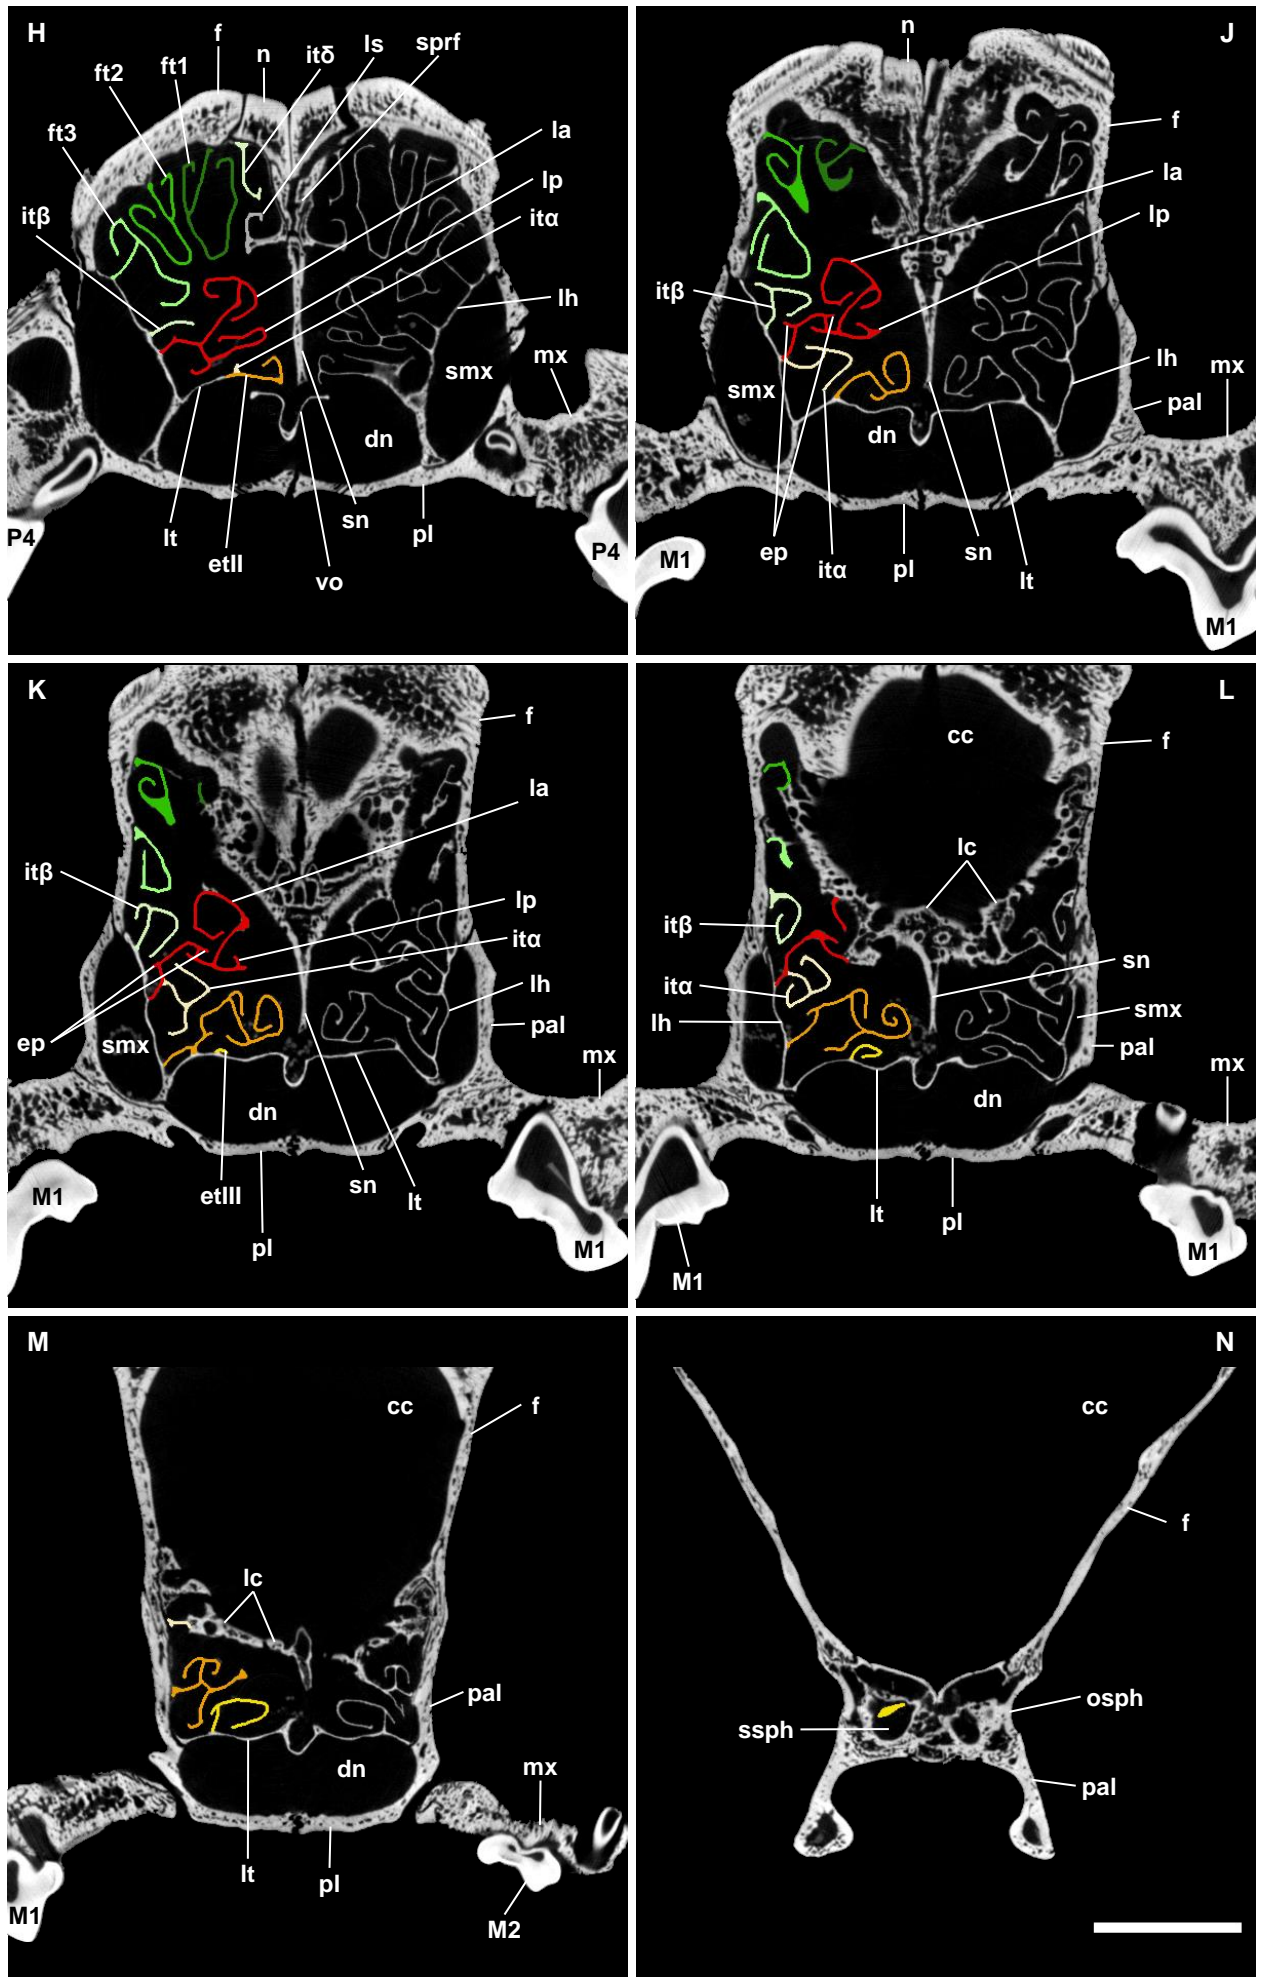 H
f
n
itδ
ls
sprf
ft1
ft2
ft3
la
lp
itα
itβ
lh
mx
smx
dn
P4
lt
etII
vo
sn
pl
P4
J
n
f
la
lp
itβ
lh
mx
smx
pal
dn
M1
ep
itα
pl
sn
lt
M1
K
f
la
itβ
lp
itα
lh
pal
ep
smx
mx
dn
M1
etIII
sn
lt
pl
M1
L
cc
f
lc
itβ
sn
itα
lh
smx
pal
mx
dn
lt
pl
M1
M1
M
cc
f
lc
pal
dn
mx
lt
pl
M1
M2
N
cc
f
osph
ssph
pal